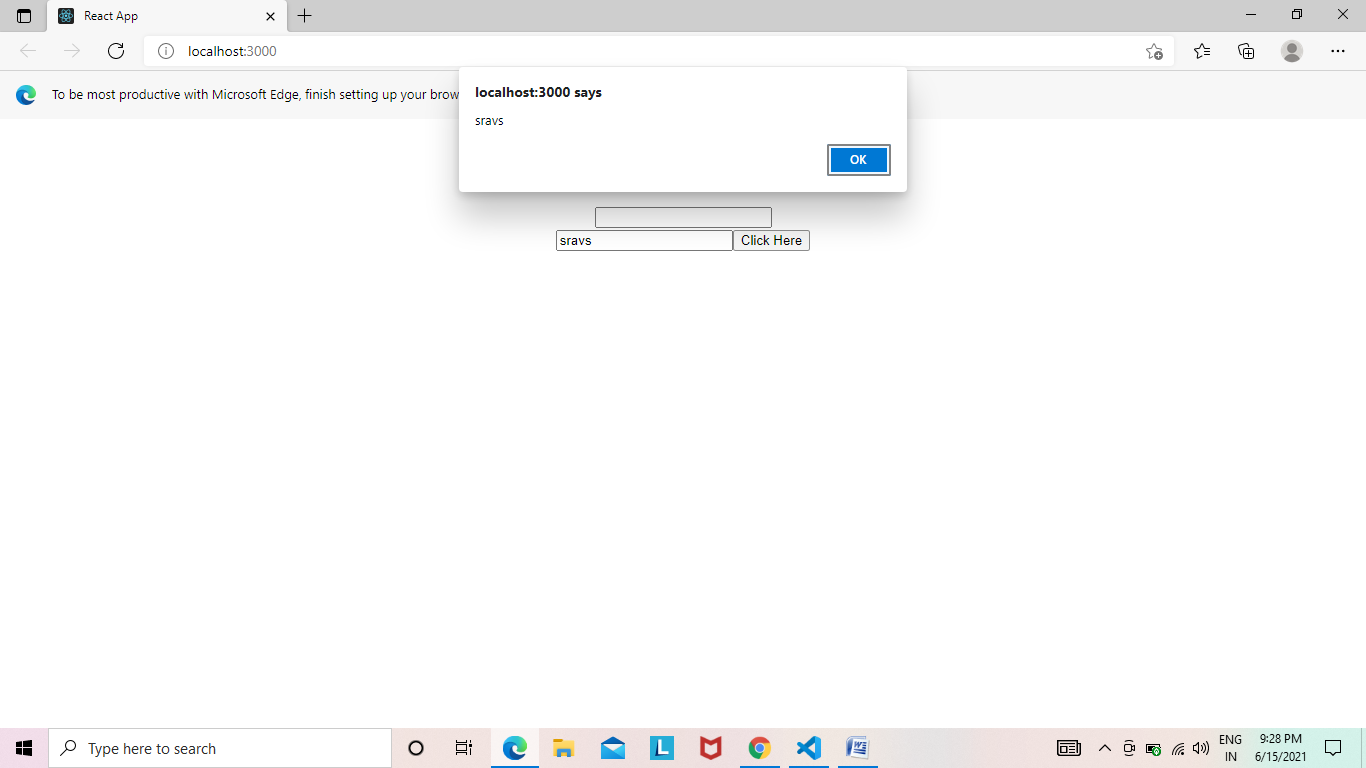 React App
localhost:3000
To be most productive with Microsoft Edge, finish setting up your brow
localhost:3000 says
sravs
OK
sravs
Click Here
Type here to search
ENG
IN
9:28 PM
6/15/2021